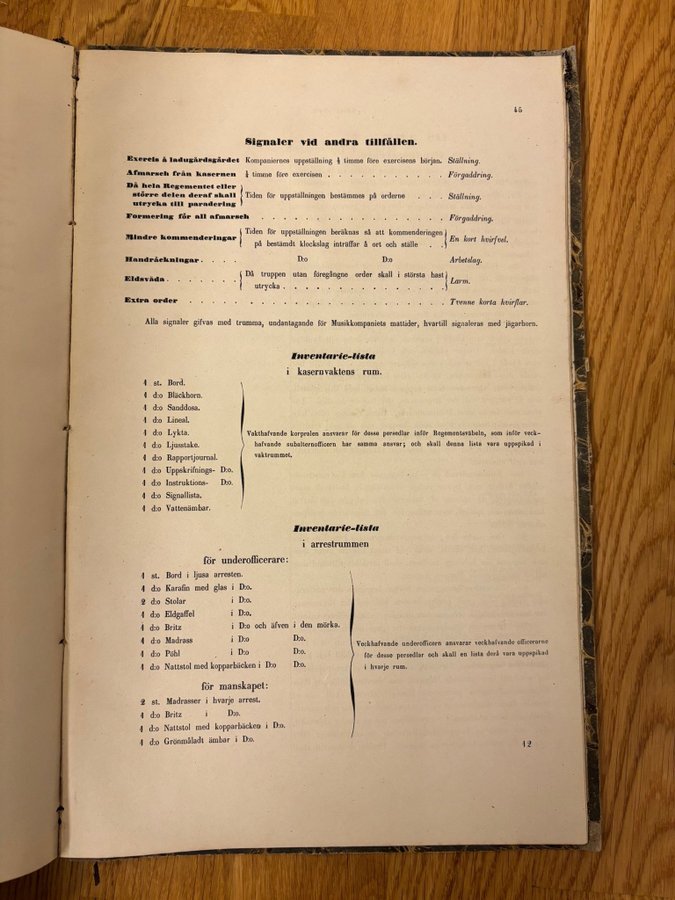 45
Signaler vid andra tillfällen.
Exercis å ladugårdsgärdet Kompaniernes uppställning ½ timme före exercisens början. Ställning.
Afmarsch från kasernen ½ timme före exercisen . . . . . . . . . . Förgaddring.
Då hela Regementet eller
större delen deraf skall Tiden för uppställningen bestämmes på orderne . . . Ställning.
utrycka till paradering
Formering för all afmarsch . . . . . . . . . . . . . . . Förgaddring.
Mindre kommenderingar Tiden för uppställningen beräknas så att kommenderingen
på bestämdt klockslag inträffar å ort och ställe . . En kort hvirfvel.
Handräckningar . . . . D:o D:o Arbetslag.
Eldsvåda . . . . . . . Då truppen utan föregångne order skall i största hast
utrycka . . . . . . . . . . . . . . . Larm.
Extra order . . . . . . . . . . . . . . . . . . . Tvenne korta hvirflar.
Alla signaler gifvas med trumma, undantagande för Musikkompaniets mattider, hvartill signaleras med jägarhorn.
Inventarie-lista
i kasernvaktens rum.
1 st. Bord.
1 d:o Bläckhorn.
1 d:o Sanddosa.
1 d:o Lineal.
1 d:o Lykta.
1 d:o Ljusstake.
1 d:o Rapportjournal.
1 d:o Uppskrifnings- D:o.
1 d:o Instruktions- D:o.
1 d:o Signallista.
1 d:o Vattenämbar.
Vakthafvande korpralen ansvarar för desse persedlar inför Regementsväbeln, som inför veck-
hafvande subalternofficern har samma ansvar; och skall denna lista vara uppspikad i
vaktrummet.
Inventarie-lista
i arrestrummen
för underofficerare:
1 st. Bord i ljusa arresten.
1 d:o Karafin med glas i D:o.
2 d:o Stolar i D:o.
1 d:o Eldgaffel i D:o.
1 d:o Britz i D:o och äfven i den mörka.
1 d:o Madrass i D:o D:o.
1 d:o Pühl i D:o D:o.
1 d:o Nattstol med kopparbäcken i D:o D:o.
för manskapet:
2 st. Madrasser i hvarje arrest.
1 d:o Britz i D:o.
1 d:o Nattstol med kopparbäcken i D:o.
1 d:o Grönmåladt ämbar i D:o.
Veckhafvande underofficern ansvarar veckhafvande officerarne
för desse persedlar och skall en lista derå vara uppspikad
i hvarje rum.
12